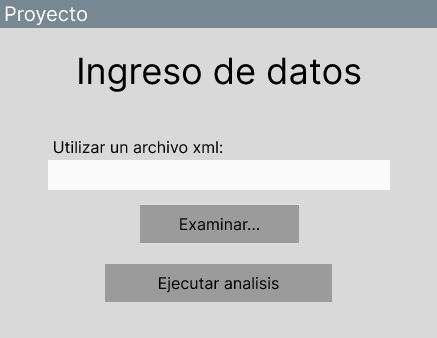 Proyecto
Ingreso de datos
Utilizar un archivo xml:
Examinar...
Ejecutar analisis